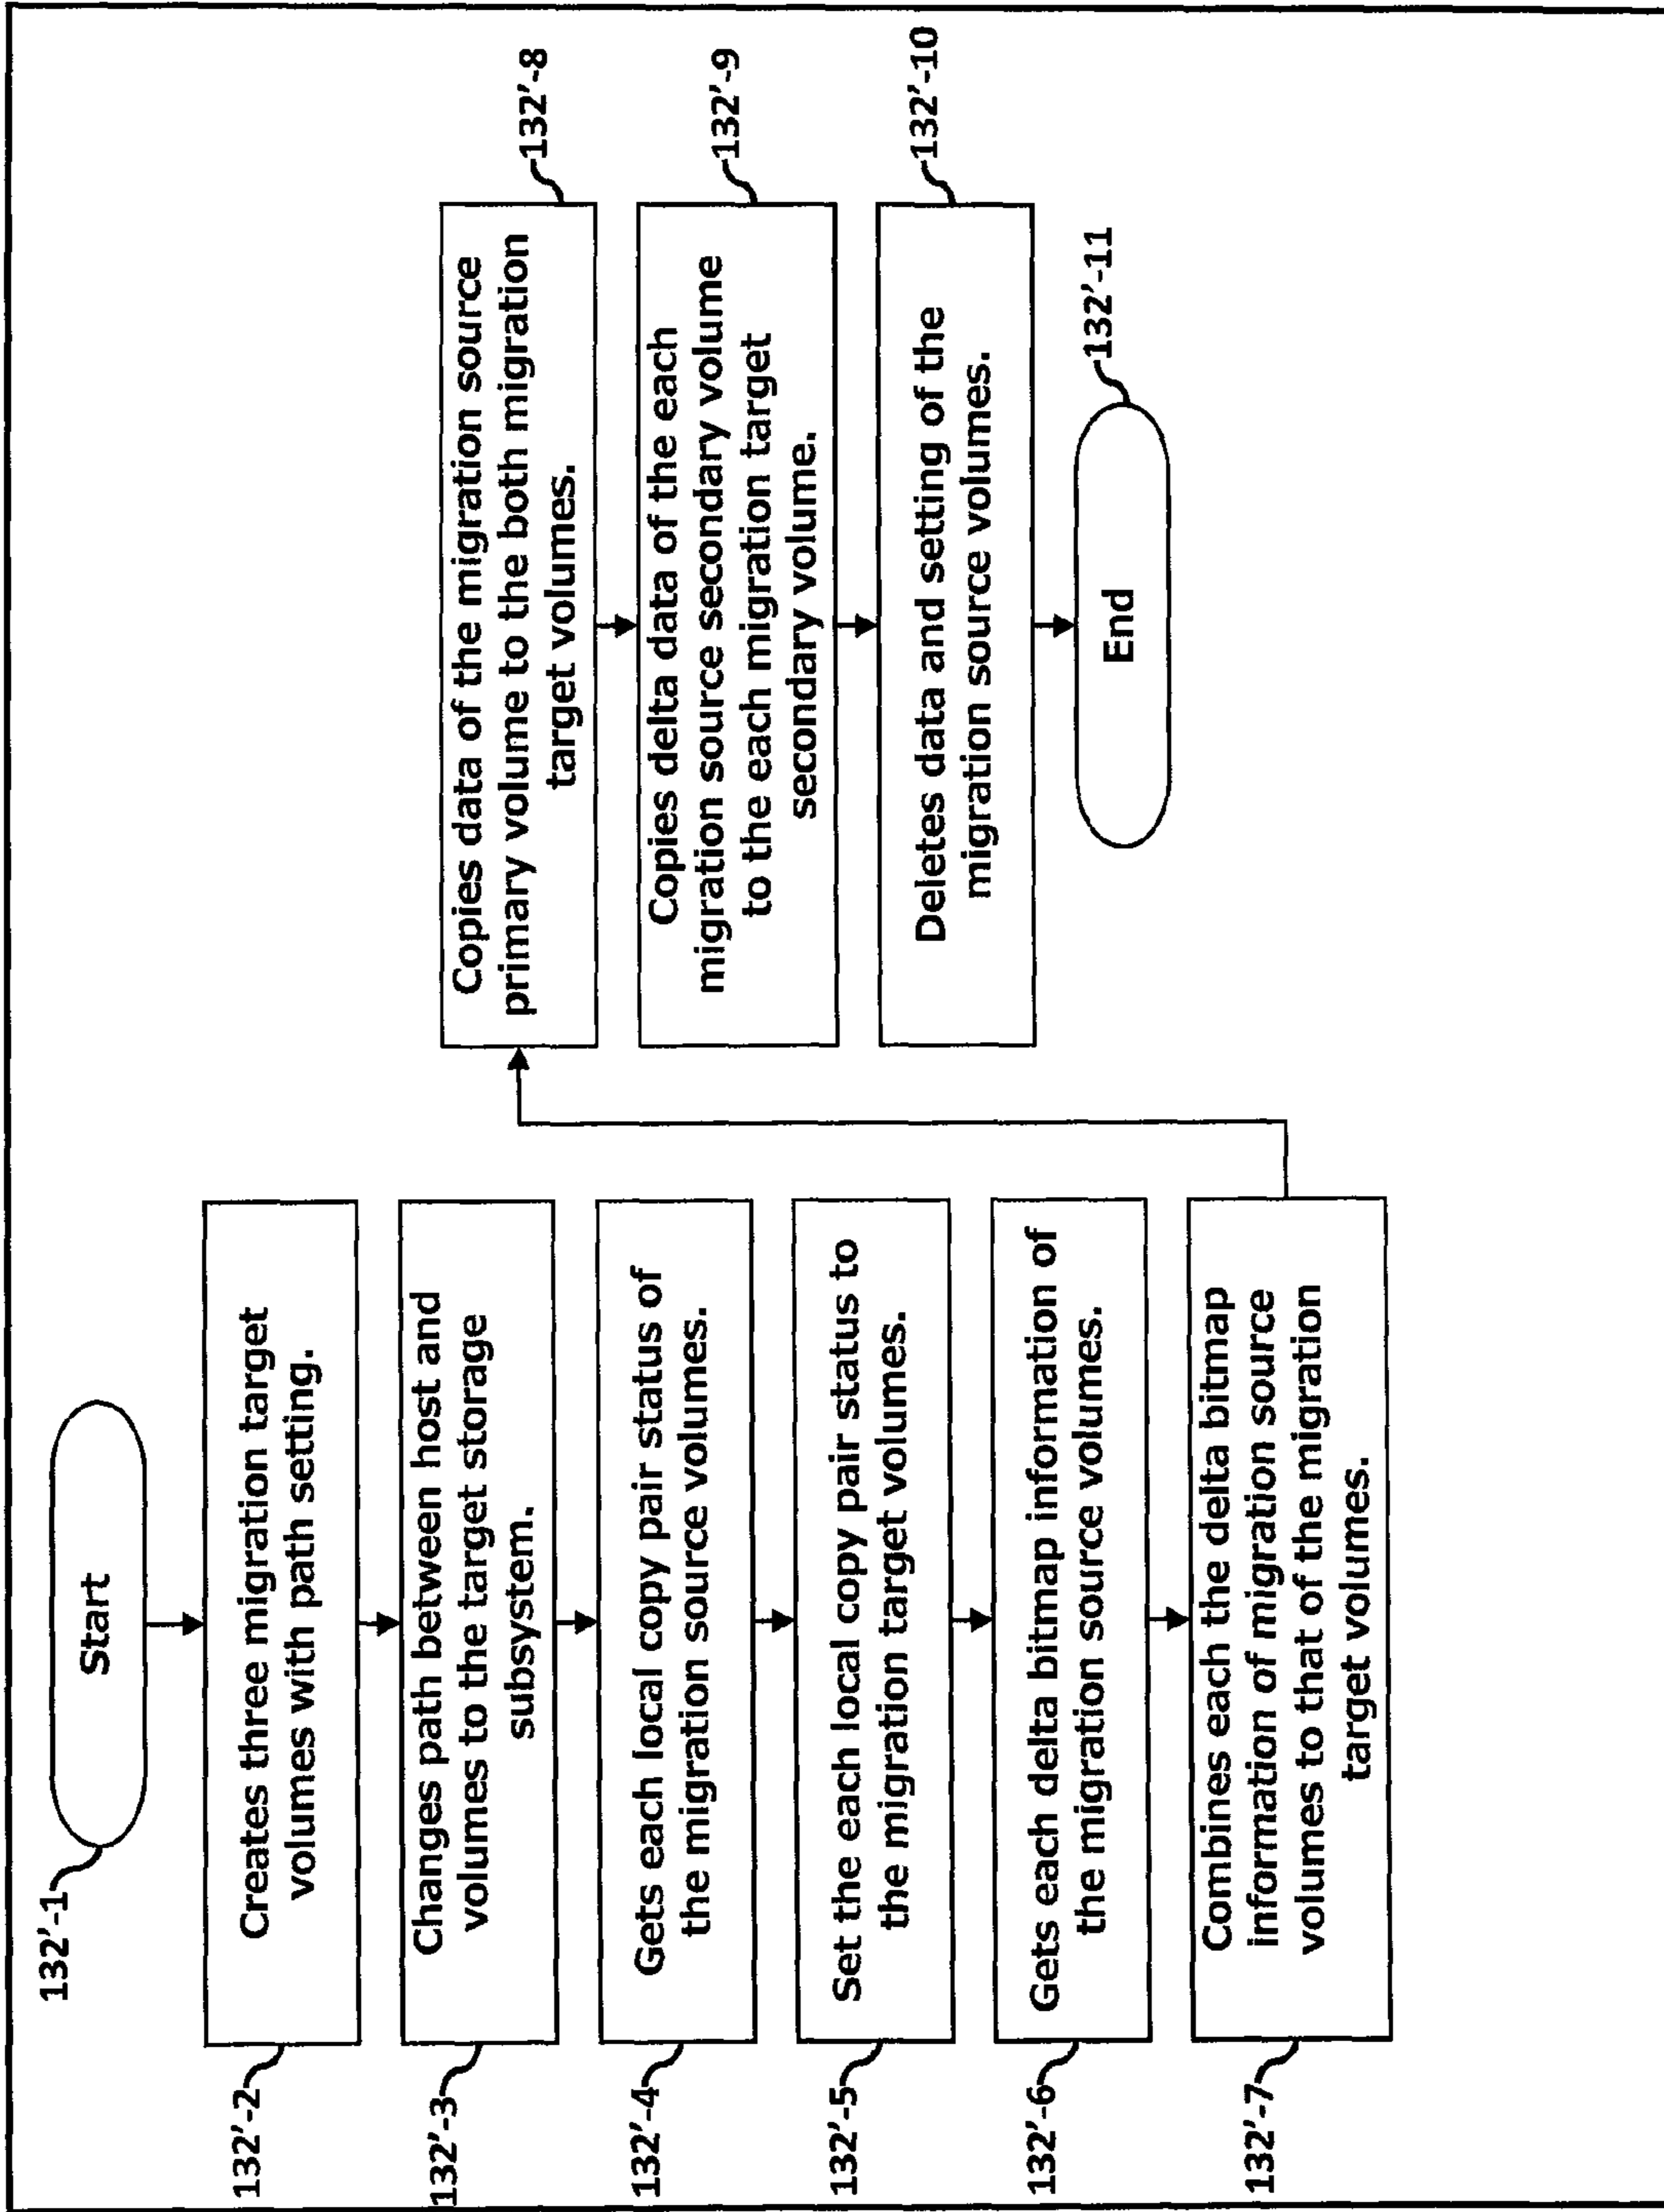 132'-1
Start
132'-2
Creates three migration target
volumes with path setting.
132'-3
Changes path between host and
volumes to the target storage
subsystem.
132'-4
Gets each local copy pair status of
the migration source volumes.
132'-5
Set the each local copy pair status to
the migration target volumes.
132'-6
Gets each delta bitmap information of
the migration source volumes.
132'-7
Combines each the delta bitmap
information of migration source
volumes to that of the migration
target volumes.
132'-8
Copies data of the migration source
primary volume to the both migration
target volumes.
132'-9
Copies delta data of the each
migration source secondary volume
to the each migration target
secondary volume.
132'-10
Deletes data and setting of the
migration source volumes.
132'-11
End